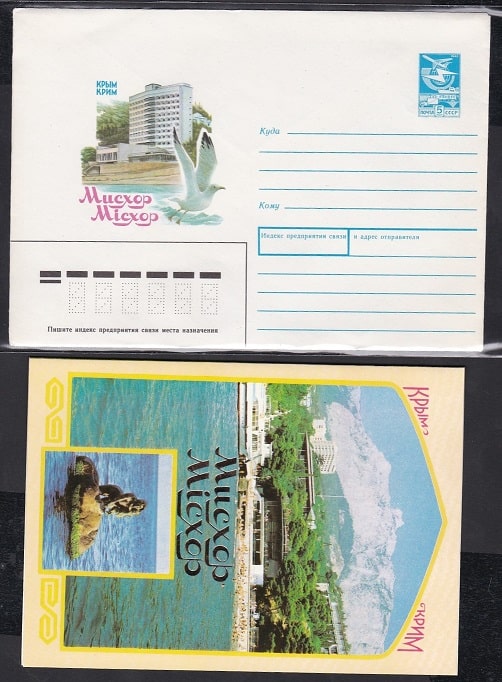 КРЫМ
КРИМ
Мисхор
Місхор
ПОЧТА 5 К СССР
Куда
Кому
Индекс предприятия связи и адрес отправителя
Пишите индекс предприятия связи места назначения
Крым
Крим
Мисхор
Місхор